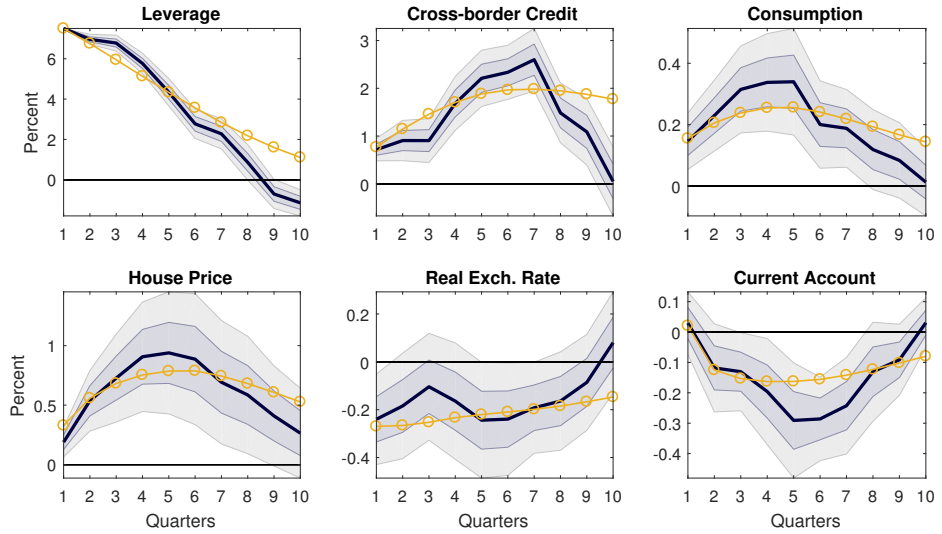 Leverage
Cross-border Credit
Consumption
Percent
6
4
2
0
3
2
1
0
0.4
0.2
0
1 2 3 4 5 6 7 8 9 10
1 2 3 4 5 6 7 8 9 10
1 2 3 4 5 6 7 8 9 10
House Price
Real Exch. Rate
Current Account
Percent
1
0.5
0
0.2
0
-0.2
-0.4
0.1
0
-0.1
-0.2
-0.3
-0.4
1 2 3 4 5 6 7 8 9 10
1 2 3 4 5 6 7 8 9 10
1 2 3 4 5 6 7 8 9 10
Quarters
Quarters
Quarters